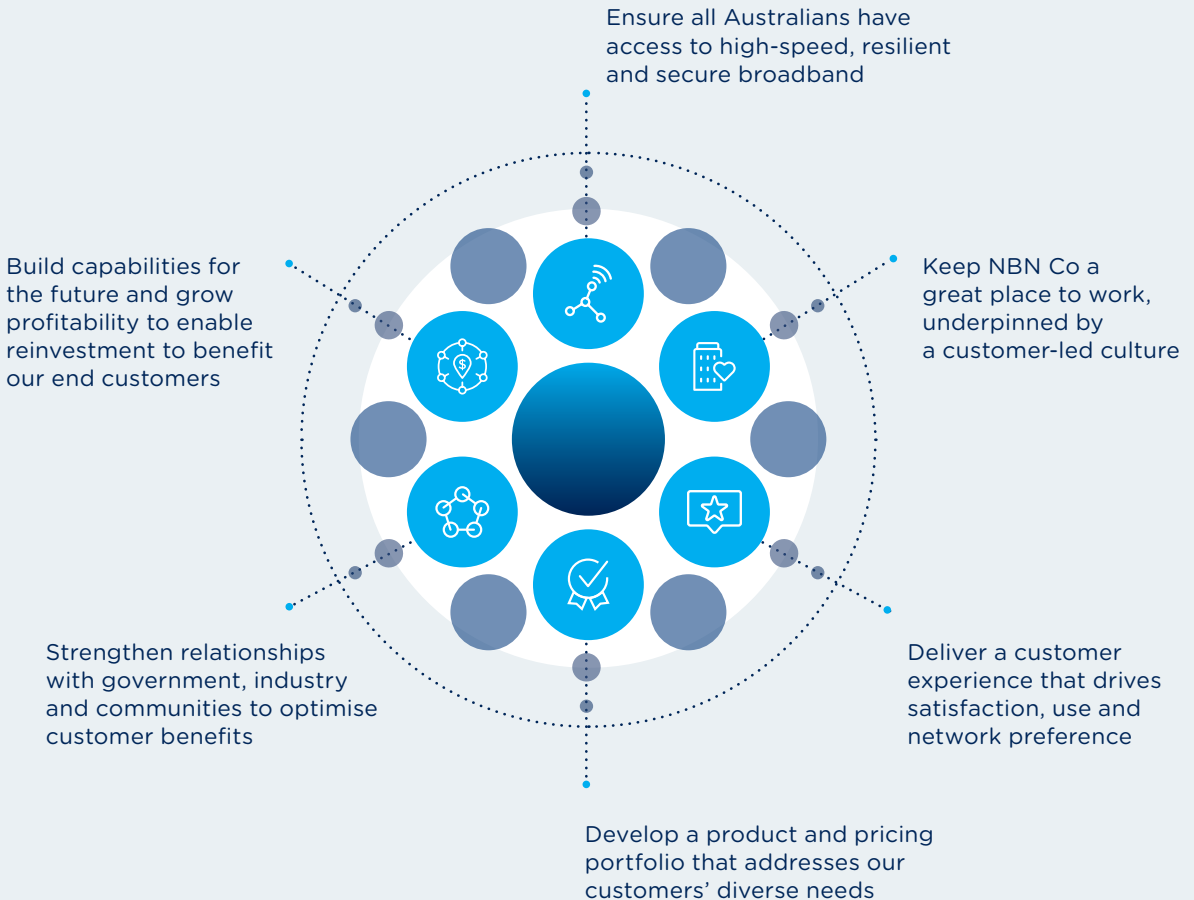 Ensure all Australians have
access to high-speed, resilient
and secure broadband
Keep NBN Co a
great place to work,
underpinned by
a customer-led culture
Deliver a customer
experience that drives
satisfaction, use and
network preference
Develop a product and pricing
portfolio that addresses our
customers’ diverse needs
Strengthen relationships
with government, industry
and communities to optimise
customer benefits
Build capabilities for
the future and grow
profitability to enable
reinvestment to benefit
our end customers
$